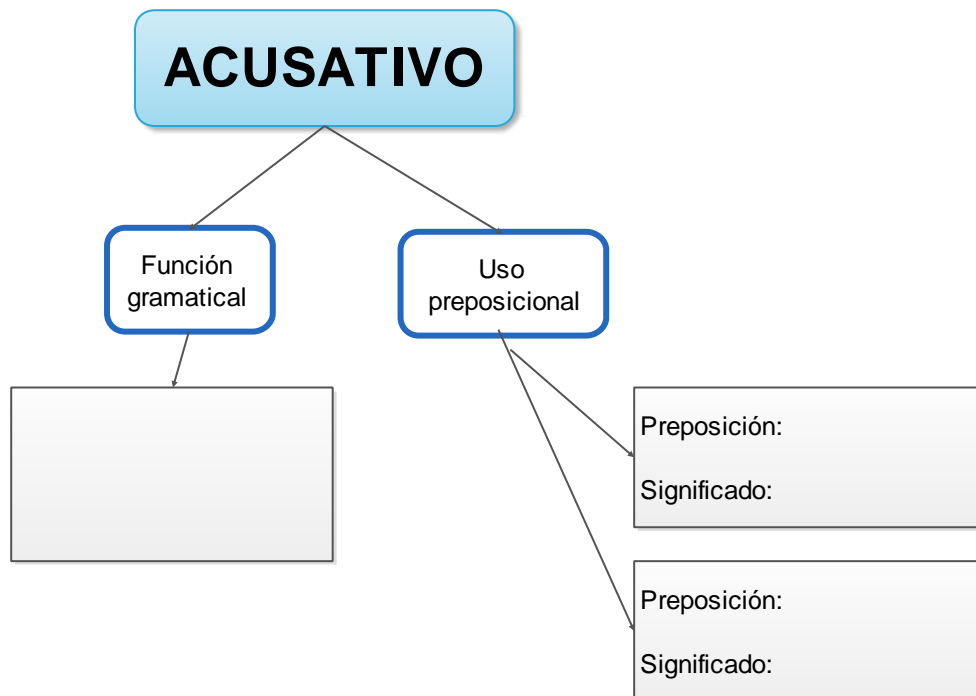 ACUSATIVO
Función
gramatical
Uso
preposicional
Preposición:
Significado:
Preposición:
Significado: